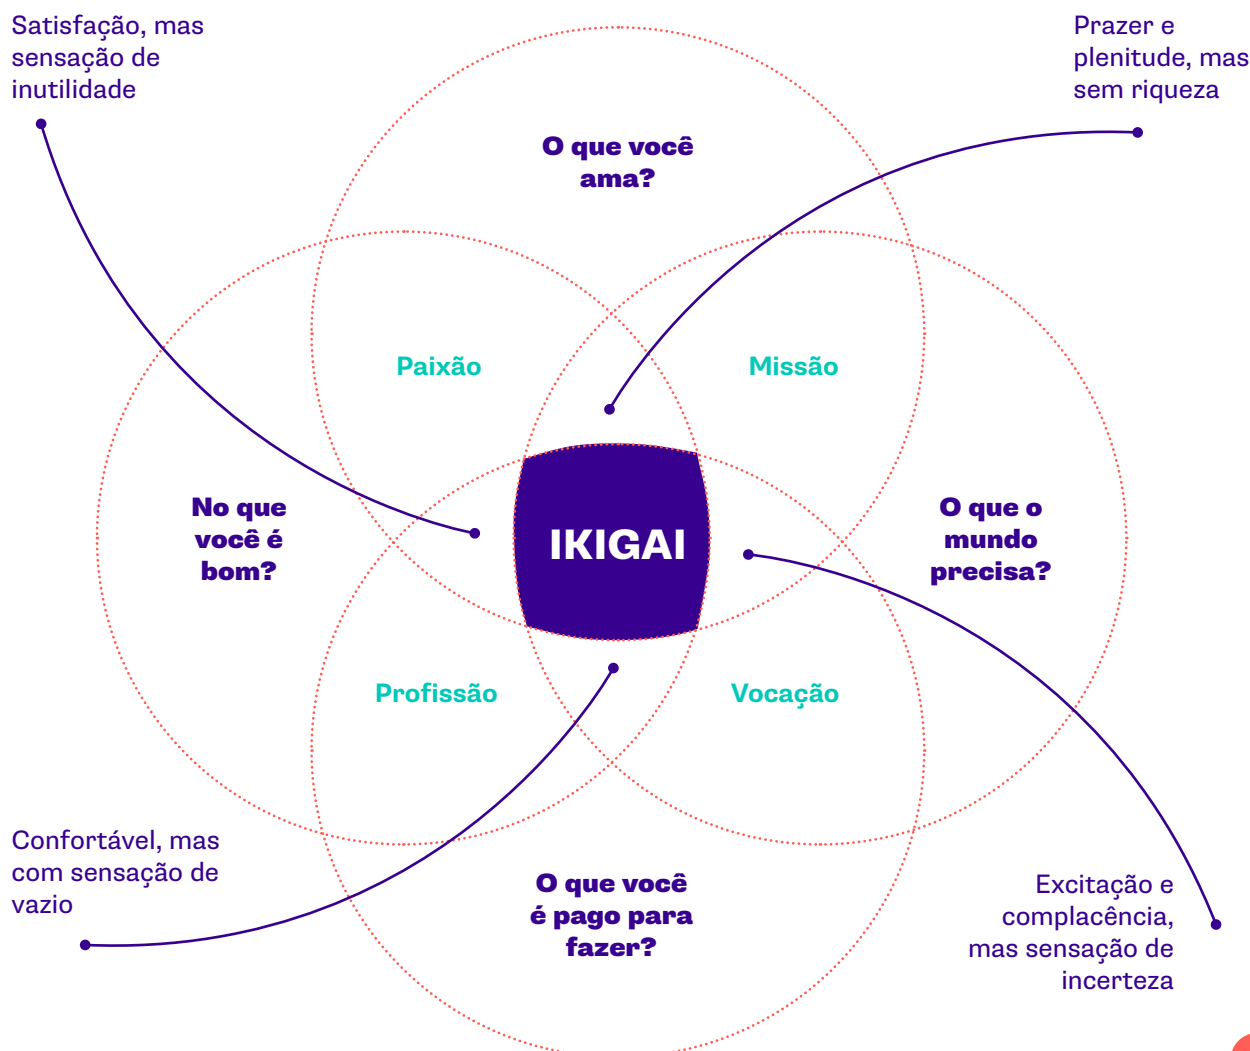 Satisfação, mas
sensação de
inutilidade
Prazer e
plenitude, mas
sem riqueza
O que você
ama?
Paixão
Missão
No que
você é
bom?
IKIGAI
O que o
mundo
precisa?
Profissão
Vocação
Confortável, mas
com sensação de
vazio
O que você
é pago para
fazer?
Excitação e
complacência,
mas sensação de
incerteza